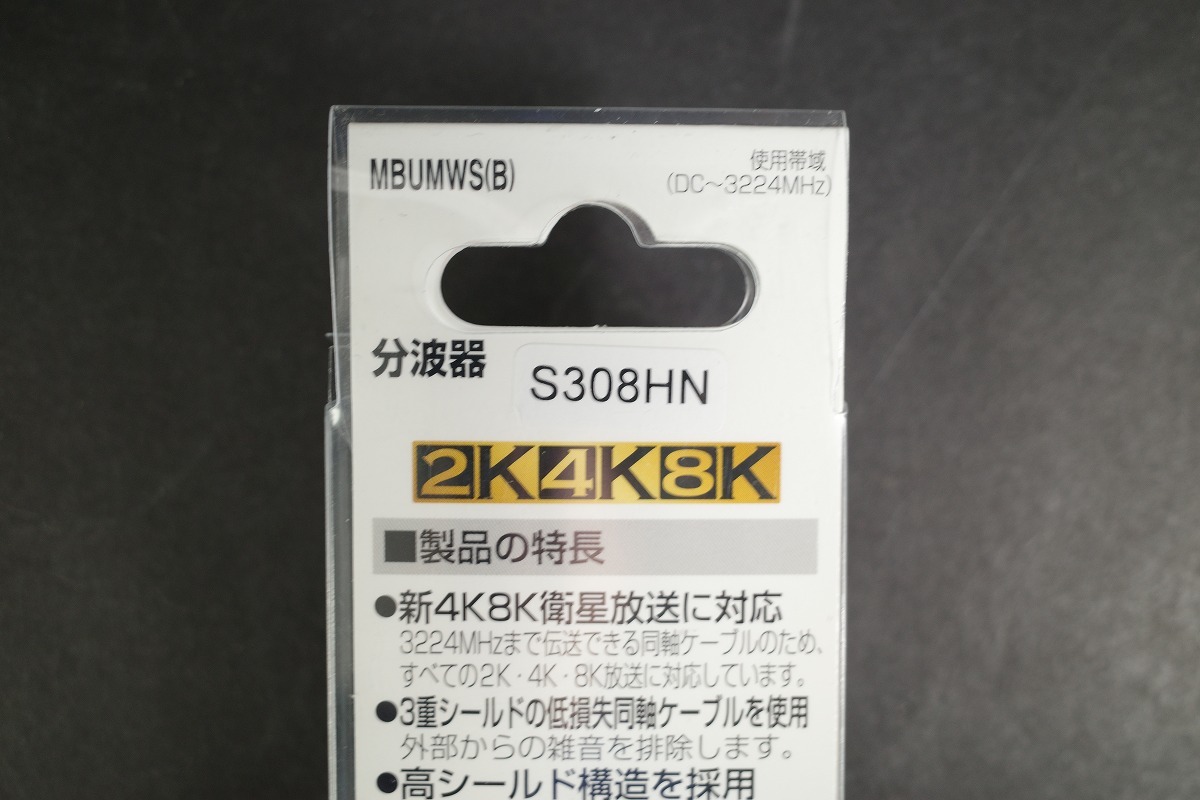 MBUMWS(B)
使用帯域
(DC～3224MHz)
分波器 S308HN
2K4K8K
■製品の特長
●新4K8K衛星放送に対応
3224MHzまで伝送できる同軸ケーブルのため、
すべての2K・4K・8K放送に対応しています。
●3重シールドの低損失同軸ケーブルを使用
外部からの雑音を排除します。
●高シールド構造を採用